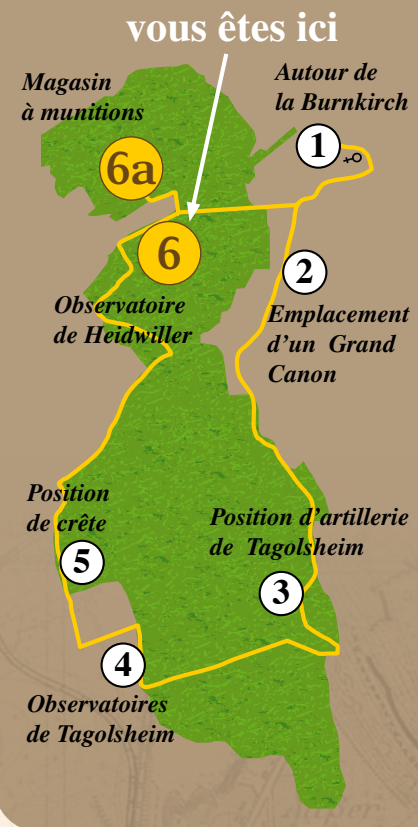 vous êtes ici
Magasin
à munitions
6a
Autour de
la Burnkirch
1
6
Observatoire
de Heidwiller
2
Emplacement
d'un Grand
Canon
Position
de crête
5
Position d'artillerie
de Tagolsheim
3
4
Observatoires
de Tagolsheim